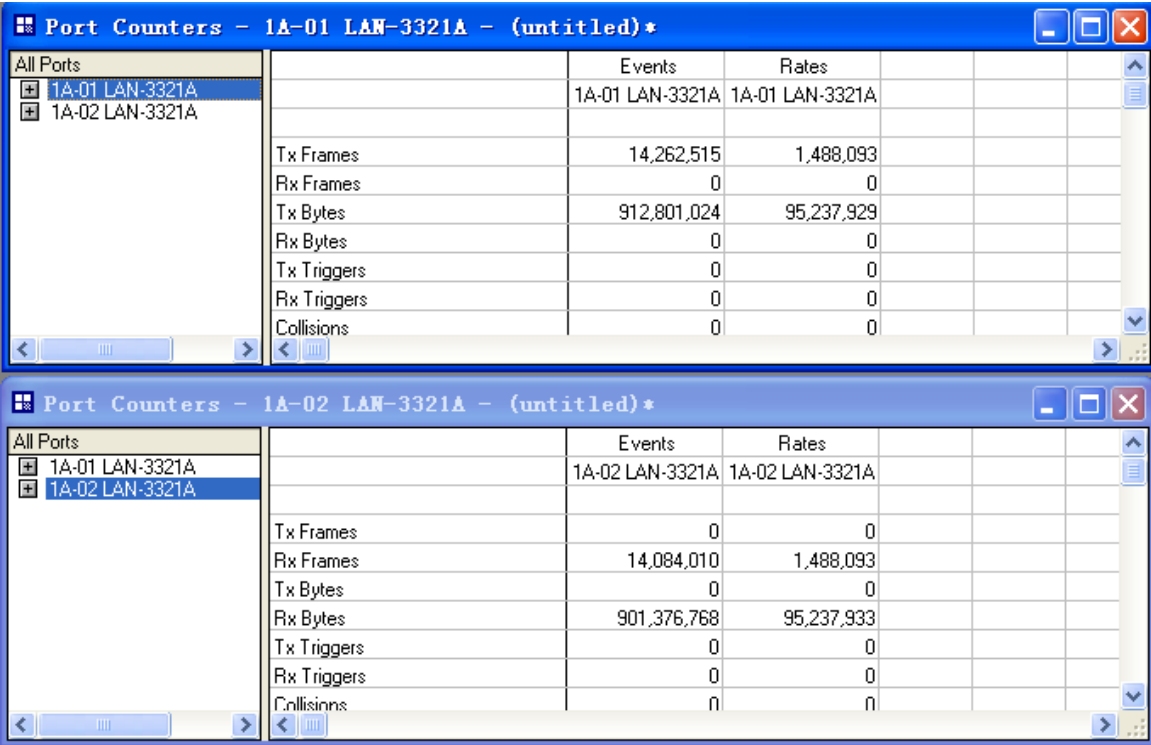 Port Counters - 1A-01 LAN-3321A - (untitled)*
All Ports
1A-01 LAN-3321A
1A-02 LAN-3321A
Events Rates
1A-01 LAN-3321A 1A-01 LAN-3321A
Tx Frames 14,262,515 1,488,093
Rx Frames 0 0
Tx Bytes 912,801,024 95,237,929
Rx Bytes 0 0
Tx Triggers 0 0
Rx Triggers 0 0
Collisions 0 0
Port Counters - 1A-02 LAN-3321A - (untitled)*
All Ports
1A-01 LAN-3321A
1A-02 LAN-3321A
Events Rates
1A-02 LAN-3321A 1A-02 LAN-3321A
Tx Frames 0 0
Rx Frames 14,084,010 1,488,093
Tx Bytes 0 0
Rx Bytes 901,376,768 95,237,933
Tx Triggers 0 0
Rx Triggers 0 0
Collisions 0 0